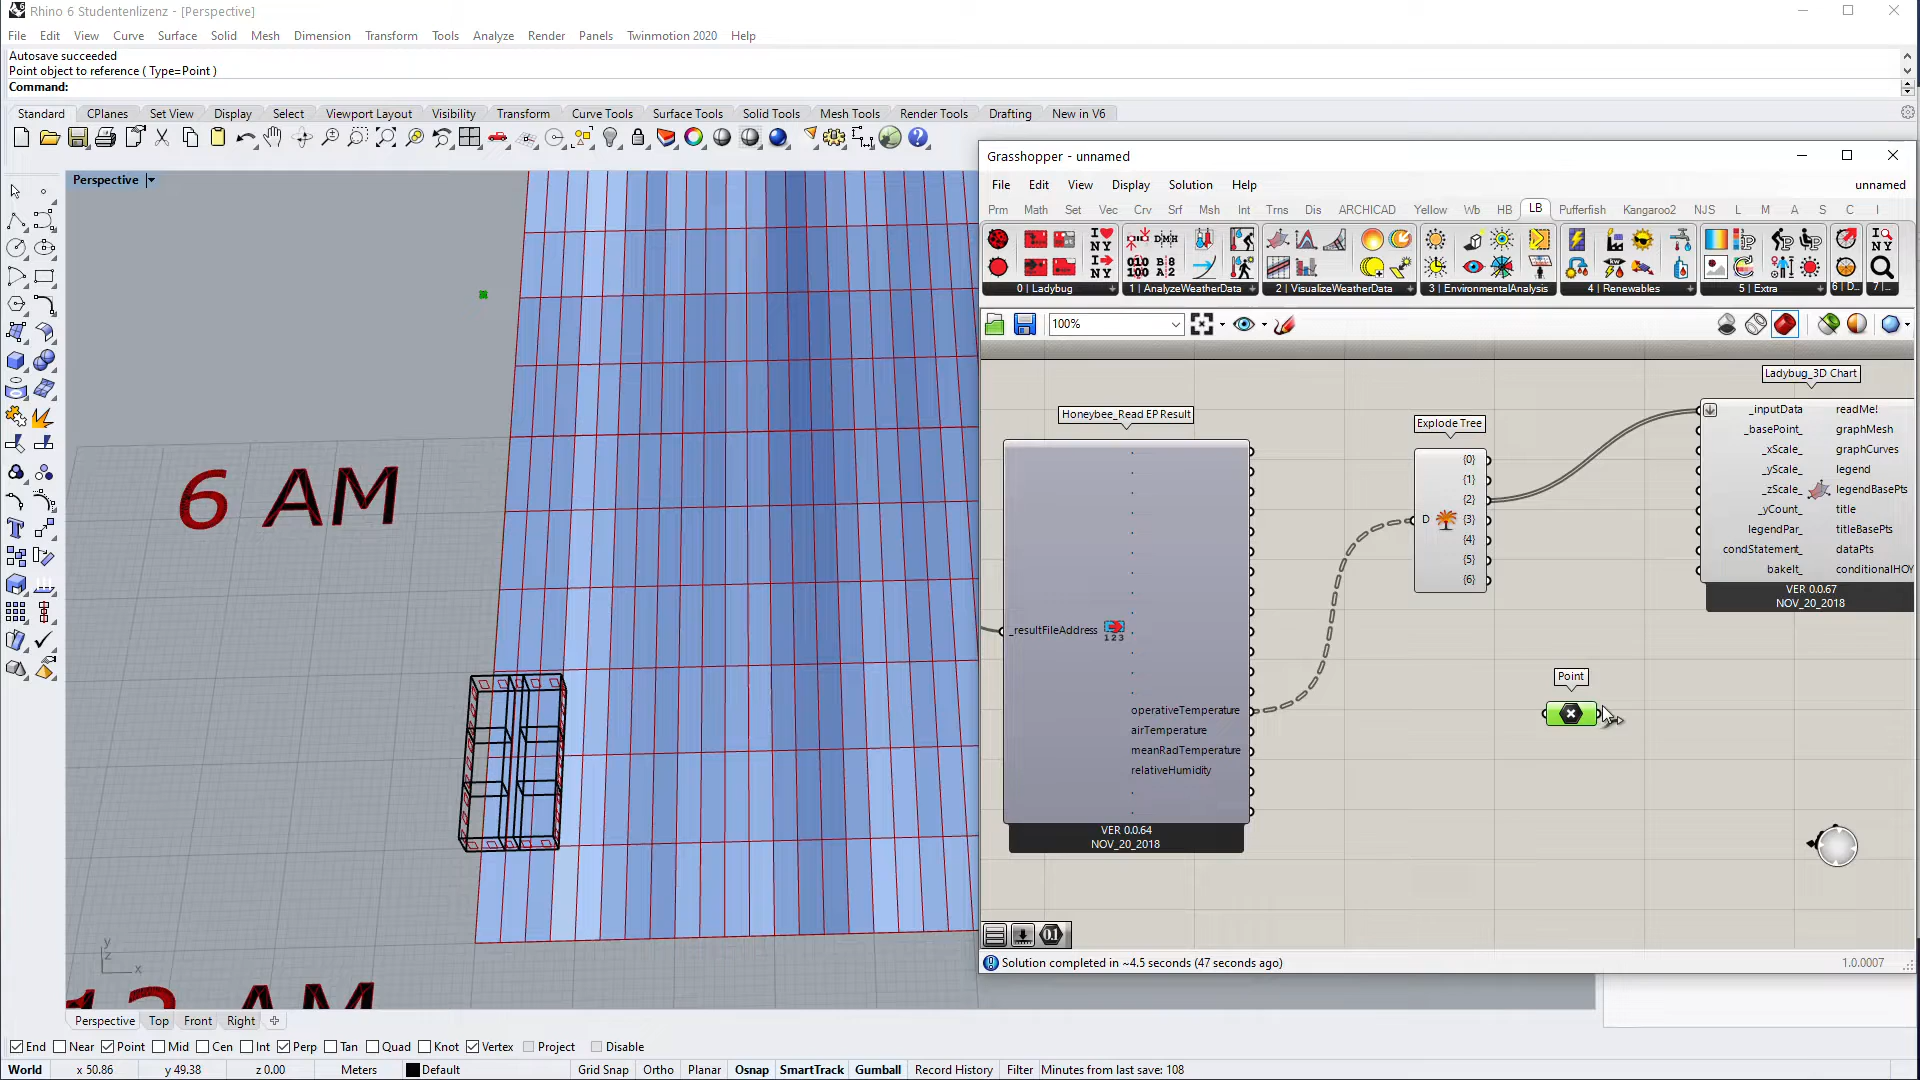 Rhino 6 Studentenlizenz - [Perspective]
File Edit View Curve Surface Solid Mesh Dimension Transform Tools Analyze Render Panels Twinmotion 2020 Help
Autosave succeeded
Point object to reference ( Type=Point )
Command:
Standard CPlanes Set View Display Select Viewport Layout Visibility Transform Curve Tools Surface Tools Solid Tools Mesh Tools Render Tools Drafting New in V6
Perspective
6 AM
12 AM
Grasshopper - unnamed
File Edit View Display Solution Help
unnamed
Prm Math Set Vec Crv Srf Msh Int Trns Dis ARCHICAD Yellow Wb HB LB Pufferfish Kangaroo2 NJS L M A S C I
0 | Ladybug 1 | AnalyzeWeatherData 2 | VisualizeWeatherData 3 | EnvironmentalAnalysis 4 | Renewables 5 | Extra 6 | D... 7 |...
100%
Honeybee_Read EP Result
_resultFileAddress
operativeTemperature
airTemperature
meanRadTemperature
relativeHumidity
VER 0.0.64
NOV_20_2018
Explode Tree
D
{0}
{1}
{2}
{3}
{4}
{5}
{6}
Ladybug_3D Chart
_inputData readMe!
_basePoint_ graphMesh
_xScale_ graphCurves
_yScale_ legend
_zScale_ legendBasePts
_yCount_ title
legendPar_ titleBasePts
condStatement_ dataPts
bakeIt_ conditionalHOY
VER 0.0.67
NOV_20_2018
Point
Solution completed in ~4.5 seconds (47 seconds ago)
1.0.0007
y
z
x
Perspective Top Front Right
End Near Point Mid Cen Int Perp Tan Quad Knot Vertex Project Disable
World x 50.86 y 49.38 z 0.00 Meters Default Grid Snap Ortho Planar Osnap SmartTrack Gumball Record History Filter Minutes from last save: 108